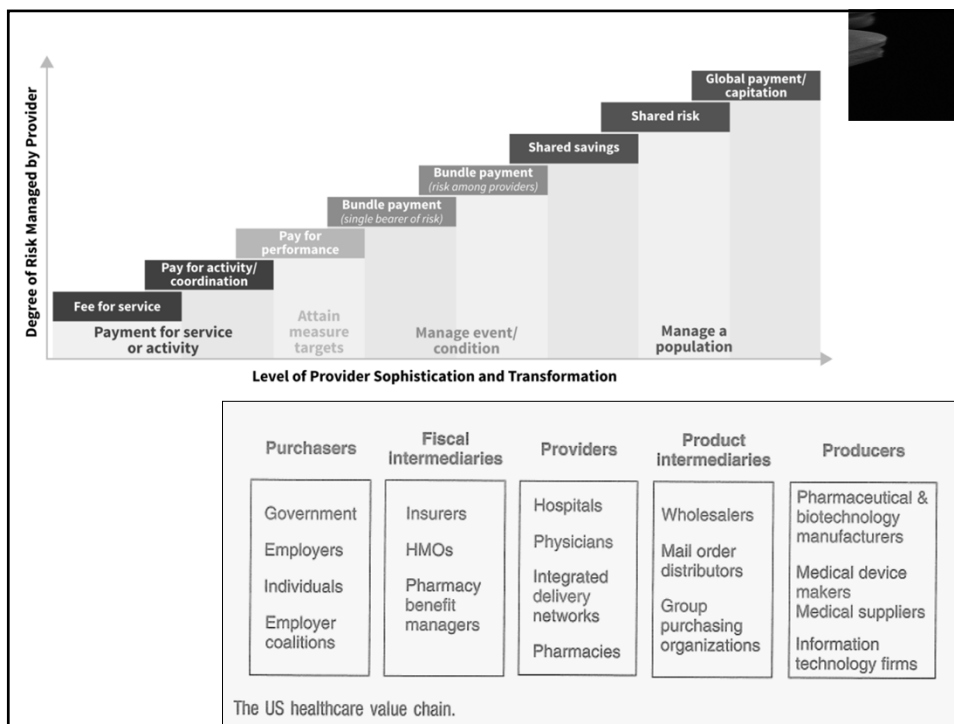 Degree of Risk Managed by Provider
Global payment/
capitation
Shared risk
Shared savings
Bundle payment
(risk among providers)
Bundle payment
(single bearer of risk)
Pay for
performance
Pay for activity/
coordination
Fee for service
Payment for service
or activity
Attain
measure
targets
Manage event/
condition
Manage a
population
Level of Provider Sophistication and Transformation
Purchasers
Government
Employers
Individuals
Employer
coalitions
Fiscal
intermediaries
Insurers
HMOs
Pharmacy
benefit
managers
Providers
Hospitals
Physicians
Integrated
delivery
networks
Pharmacies
Product
intermediaries
Wholesalers
Mail order
distributors
Group
purchasing
organizations
Producers
Pharmaceutical &
biotechnology
manufacturers
Medical device
makers
Medical suppliers
Information
technology firms
The US healthcare value chain.